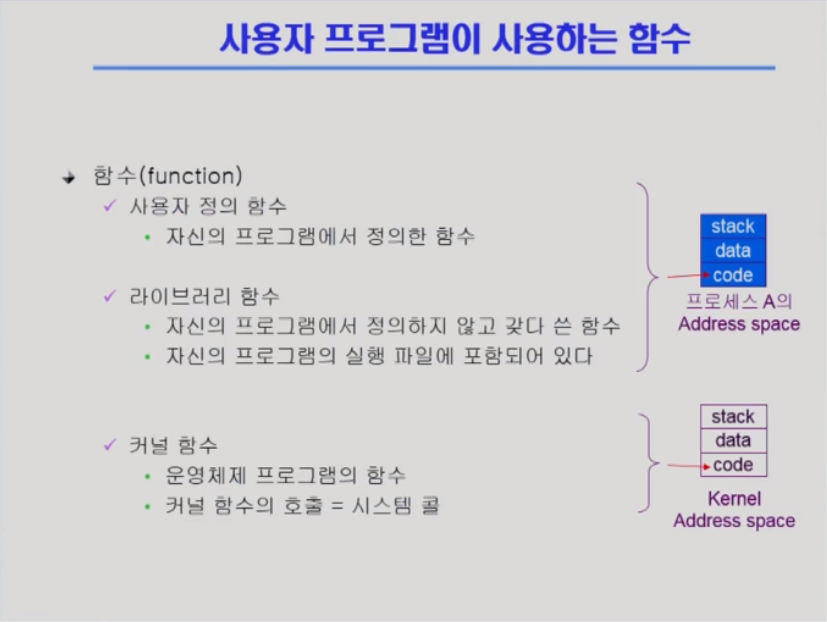 사용자 프로그램이 사용하는 함수
함수(function)
사용자 정의 함수
자신의 프로그램에서 정의한 함수
라이브러리 함수
자신의 프로그램에서 정의하지 않고 갖다 쓴 함수
자신의 프로그램의 실행 파일에 포함되어 있다
stack
data
code
프로세스 A의
Address space
커널 함수
운영체제 프로그램의 함수
커널 함수의 호출 = 시스템 콜
stack
data
code
Kernel
Address space